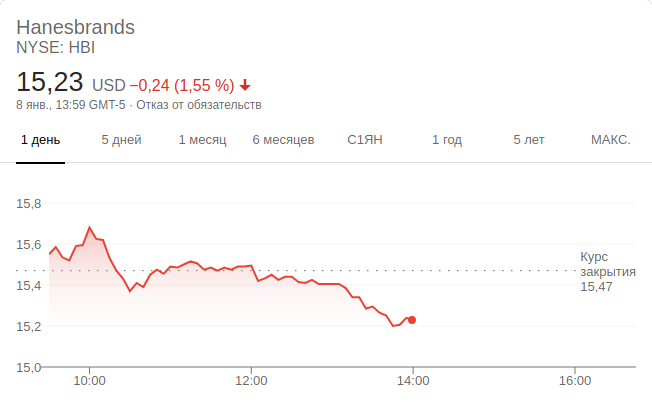 Hanesbrands
NYSE: HBI
15,23 USD −0,24 (1,55 %)
8 янв., 13:59 GMT-5 · Отказ от обязательств
1 день 5 дней 1 месяц 6 месяцев С1ЯН 1 год 5 лет МАКС.
15,8
15,6
Курс
закрытия
15,47
15,4
15,2
15,0
10:00 12:00 14:00 16:00